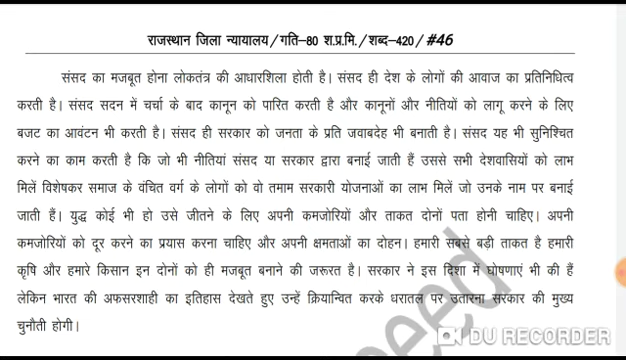 राजस्थान जिला न्यायालय/गति–80 श.प्र.मि./शब्द–420/#46
संसद का मजबूत होना लोकतंत्र की आधारशिला होती है। संसद ही देश के लोगों की आवाज का प्रतिनिधित्व
करती है। संसद सदन में चर्चा के बाद कानून को पारित करती है और कानूनों और नीतियों को लागू करने के लिए
बजट का आवंटन भी करती है। संसद ही सरकार को जनता के प्रति जवाबदेह भी बनाती है। संसद यह भी सुनिश्चित
करने का काम करती है कि जो भी नीतियां संसद या सरकार द्वारा बनाई जाती हैं उससे सभी देशवासियों को लाभ
मिलें विशेषकर समाज के वंचित वर्ग के लोगों को वो तमाम सरकारी योजनाओं का लाभ मिलें जो उनके नाम पर बनाई
जाती हैं। युद्ध कोई भी हो उसे जीतने के लिए अपनी कमजोरियों और ताकत दोनों पता होनी चाहिए। अपनी
कमजोरियों को दूर करने का प्रयास करना चाहिए और अपनी क्षमताओं का दोहन। हमारी सबसे बड़ी ताकत है हमारी
कृषि और हमारे किसान इन दोनों को ही मजबूत बनाने की जरूरत है। सरकार ने इस दिशा में घोषणाएं भी की हैं
लेकिन भारत की अफसरशाही का इतिहास देखते हुए उन्हें क्रियान्वित करके धरातल पर उतारना सरकार की मुख्य
चुनौती होगी।
DU RECORDER